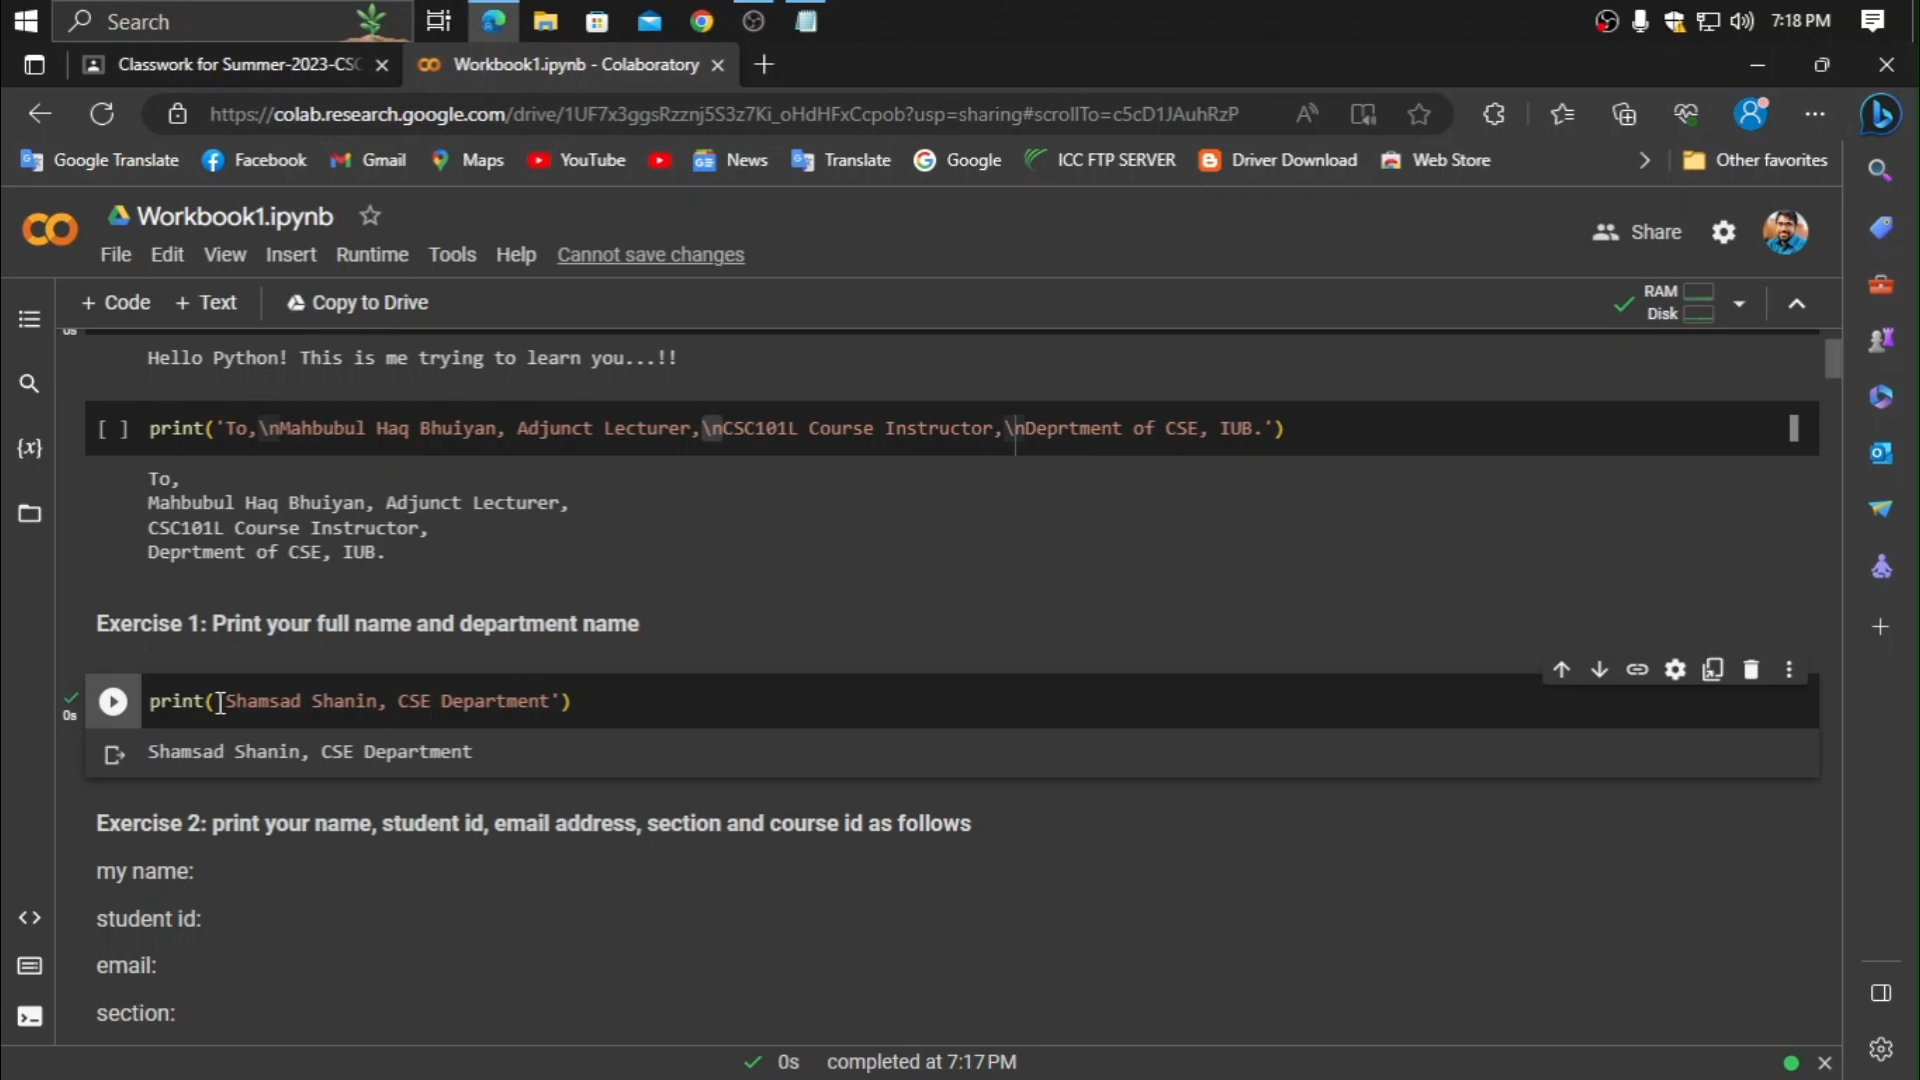 Search
7:18 PM
Classwork for Summer-2023-CSC
Workbook1.ipynb - Colaboratory
https://colab.research.google.com/drive/1UF7x3ggsRzznj5S3z7Ki_oHdHFxCcpob?usp=sharing#scrollTo=c5cD1JAuhRzP
Google Translate Facebook Gmail Maps YouTube News Translate Google ICC FTP SERVER Driver Download Web Store Other favorites
Workbook1.ipynb
Share
File Edit View Insert Runtime Tools Help Cannot save changes
+ Code + Text Copy to Drive
RAM
Disk
0s
Hello Python! This is me trying to learn you...!!
[ ] print('To,\nMahbubul Haq Bhuiyan, Adjunct Lecturer,\nCSC101L Course Instructor,\nDeprtment of CSE, IUB.')
To,
Mahbubul Haq Bhuiyan, Adjunct Lecturer,
CSC101L Course Instructor,
Deprtment of CSE, IUB.
Exercise 1: Print your full name and department name
print('Shamsad Shanin, CSE Department')
0s
Shamsad Shanin, CSE Department
Exercise 2: print your name, student id, email address, section and course id as follows
my name:
student id:
email:
section:
0s completed at 7:17 PM